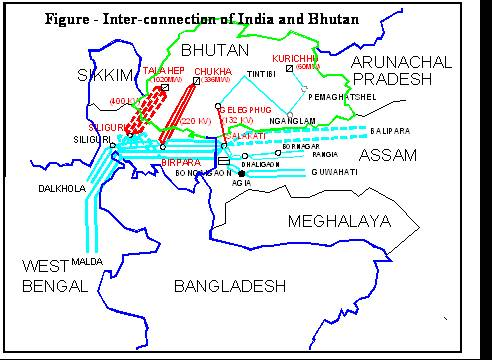 Figure - Inter-connection of India and Bhutan
BHUTAN
KURICHHU
(60MW)
ARUNACHAL
PRADESH
SIKKIM
TALA HEP
(1020MW)
CHUKHA
(336MW)
TINTIBI
PEMAGHATSHEL
(400 KV)
GELEGPHUG
(132 KV)
(220 KV)
NGANGLAM
SILIGURI
SALAKATI
BALIPARA
SILIGURI
BORNAGAR
RANGIA
ASSAM
BIRPARA
DHALIGAON
BONGAIGAON
GUWAHATI
AGIA
DALKHOLA
MEGHALAYA
WEST
BENGAL
MALDA
BANGLADESH